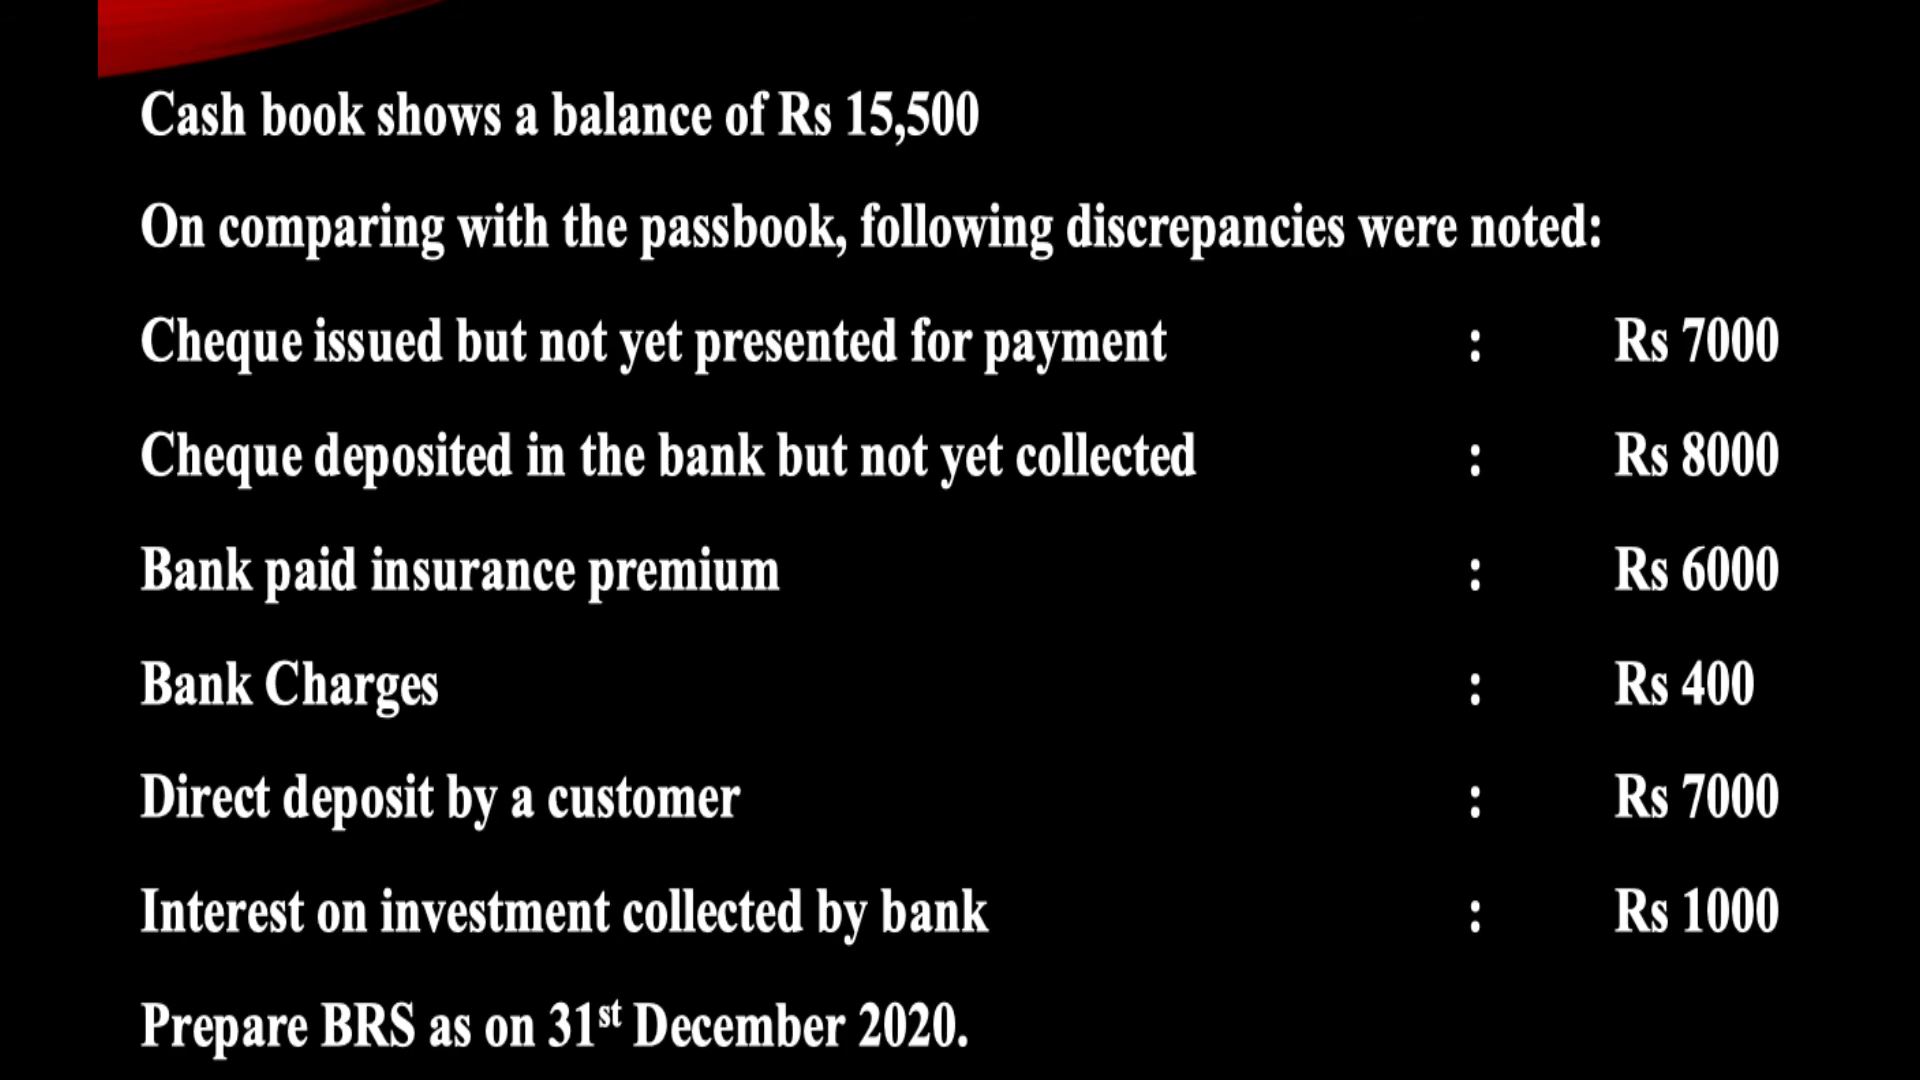 Cash book shows a balance of Rs 15,500
On comparing with the passbook, following discrepancies were noted:
Cheque issued but not yet presented for payment : Rs 7000
Cheque deposited in the bank but not yet collected : Rs 8000
Bank paid insurance premium : Rs 6000
Bank Charges : Rs 400
Direct deposit by a customer : Rs 7000
Interest on investment collected by bank : Rs 1000
Prepare BRS as on 31st December 2020.